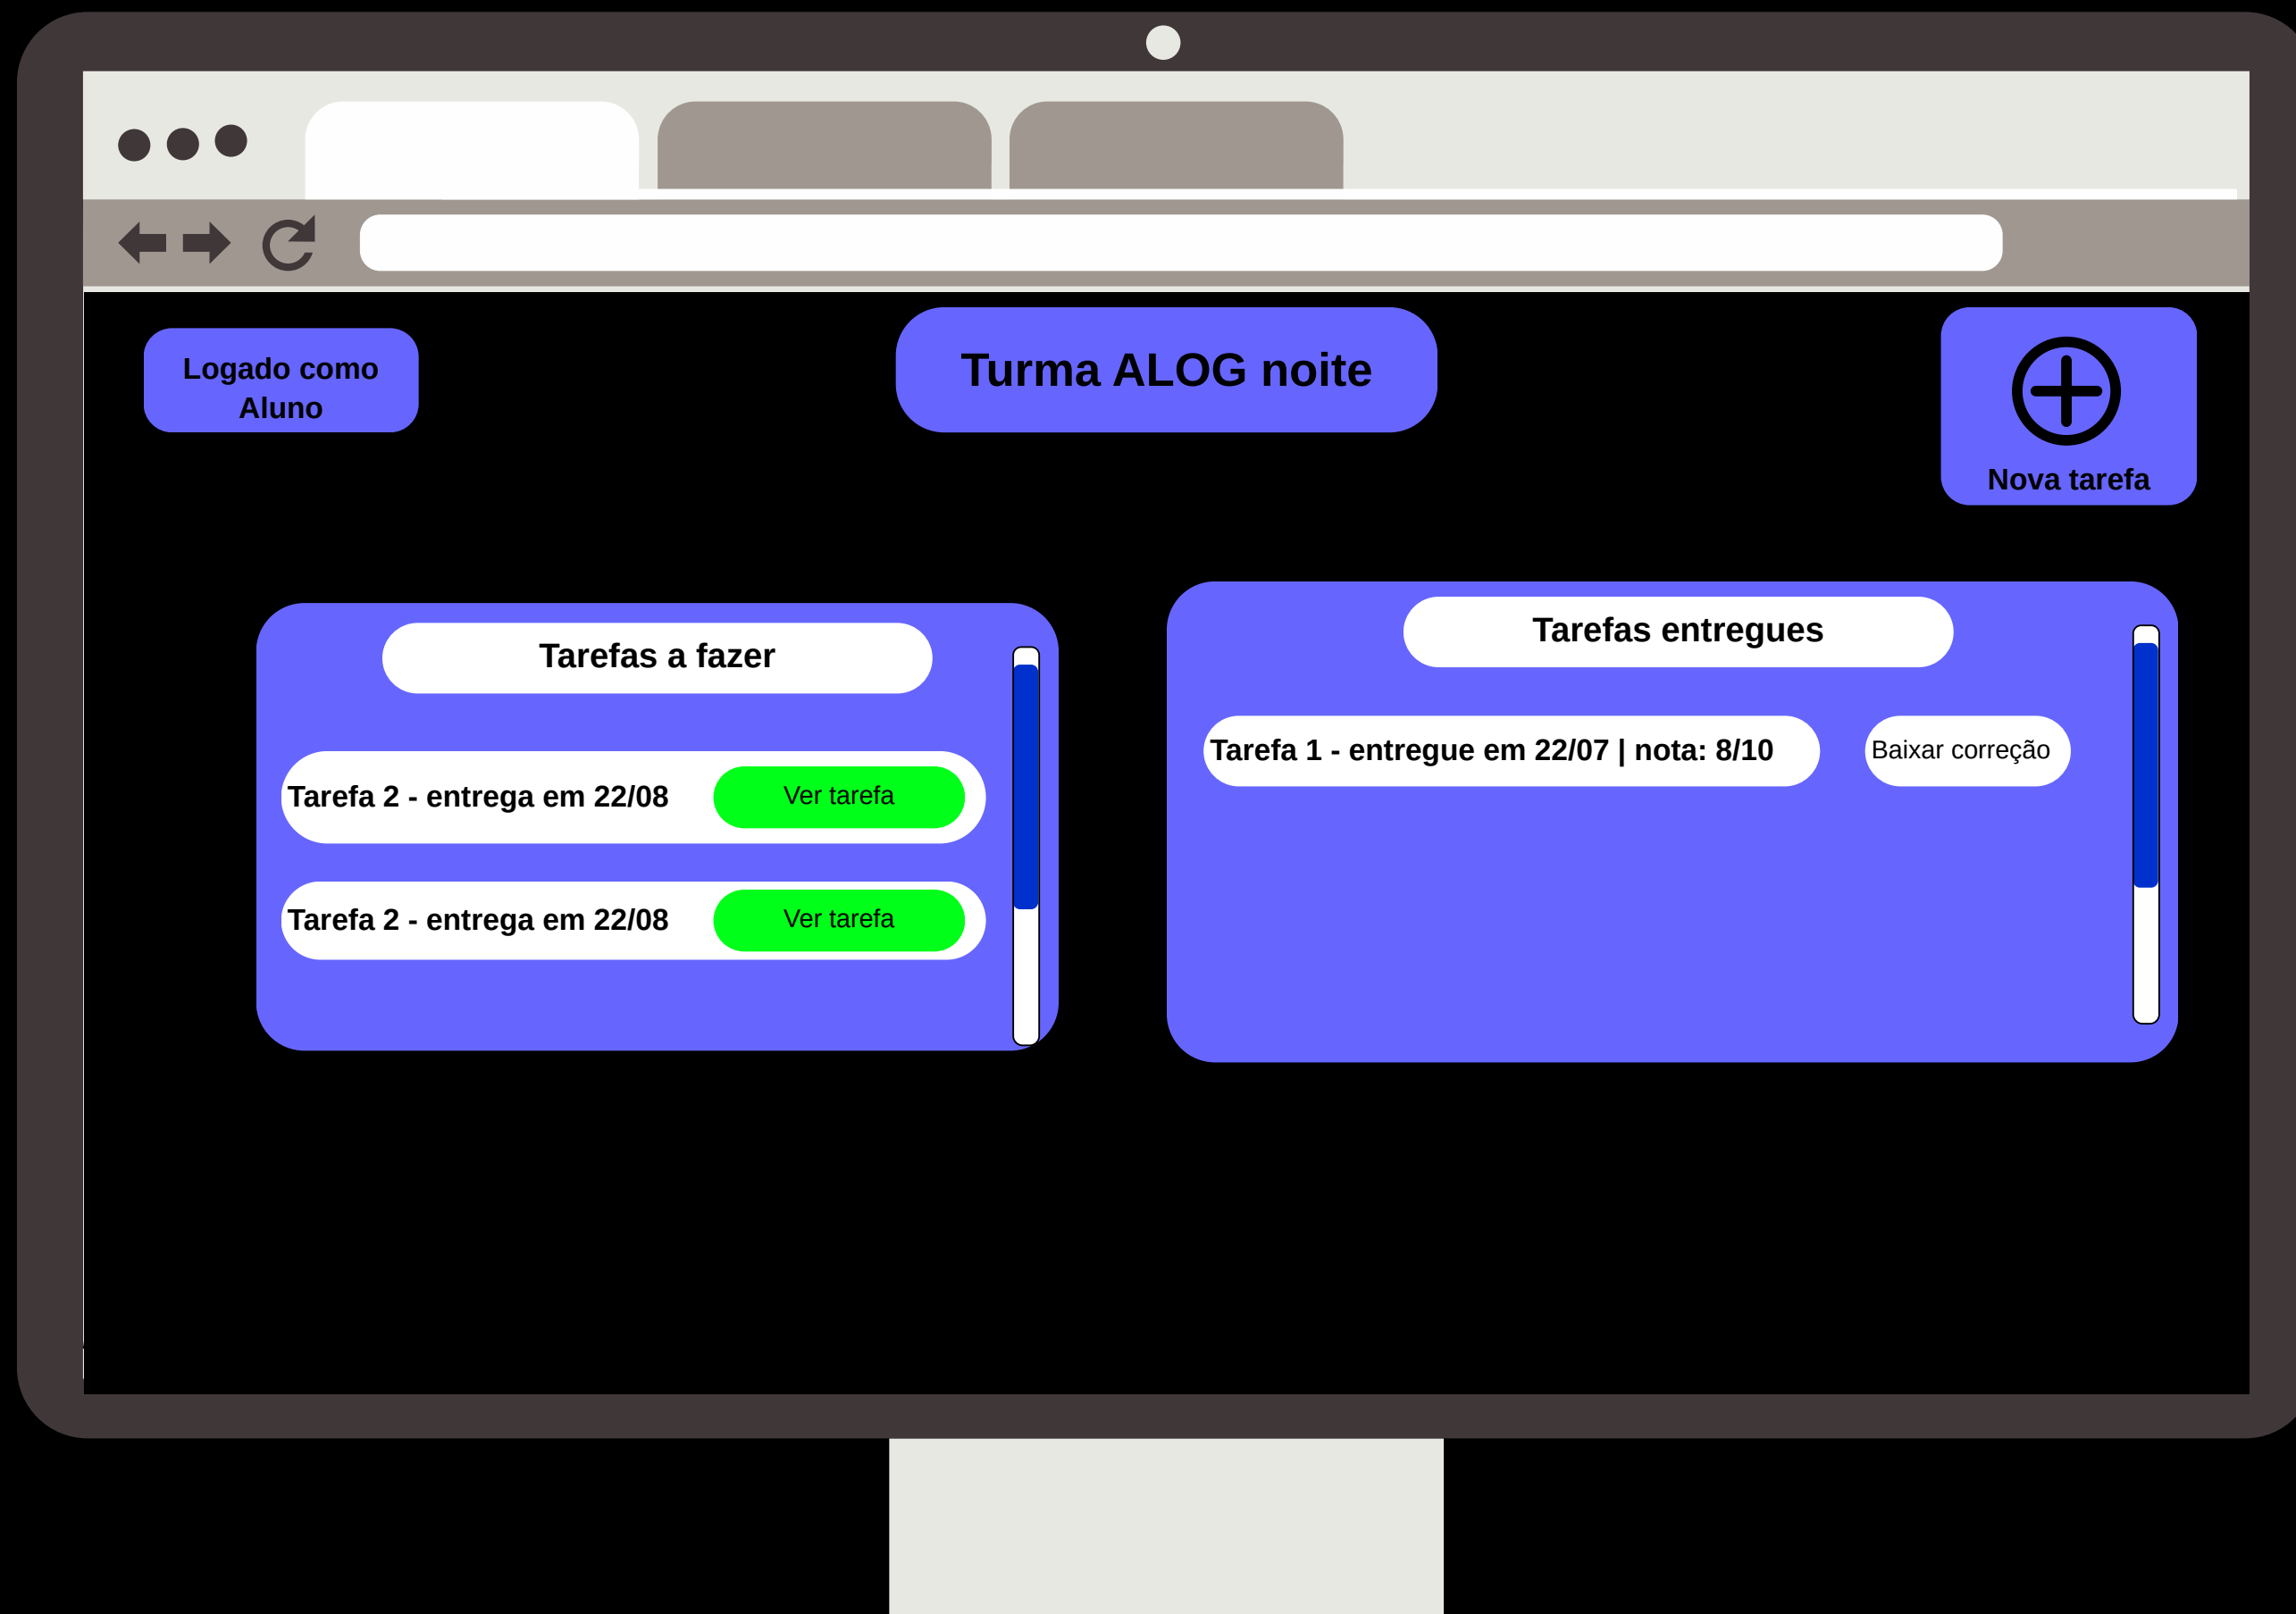 Logado como
Aluno
Turma ALOG noite
Nova tarefa
Tarefas a fazer
Tarefa 2 - entrega em 22/08
Ver tarefa
Tarefa 2 - entrega em 22/08
Ver tarefa
Tarefas entregues
Tarefa 1 - entregue em 22/07 | nota: 8/10
Baixar correção